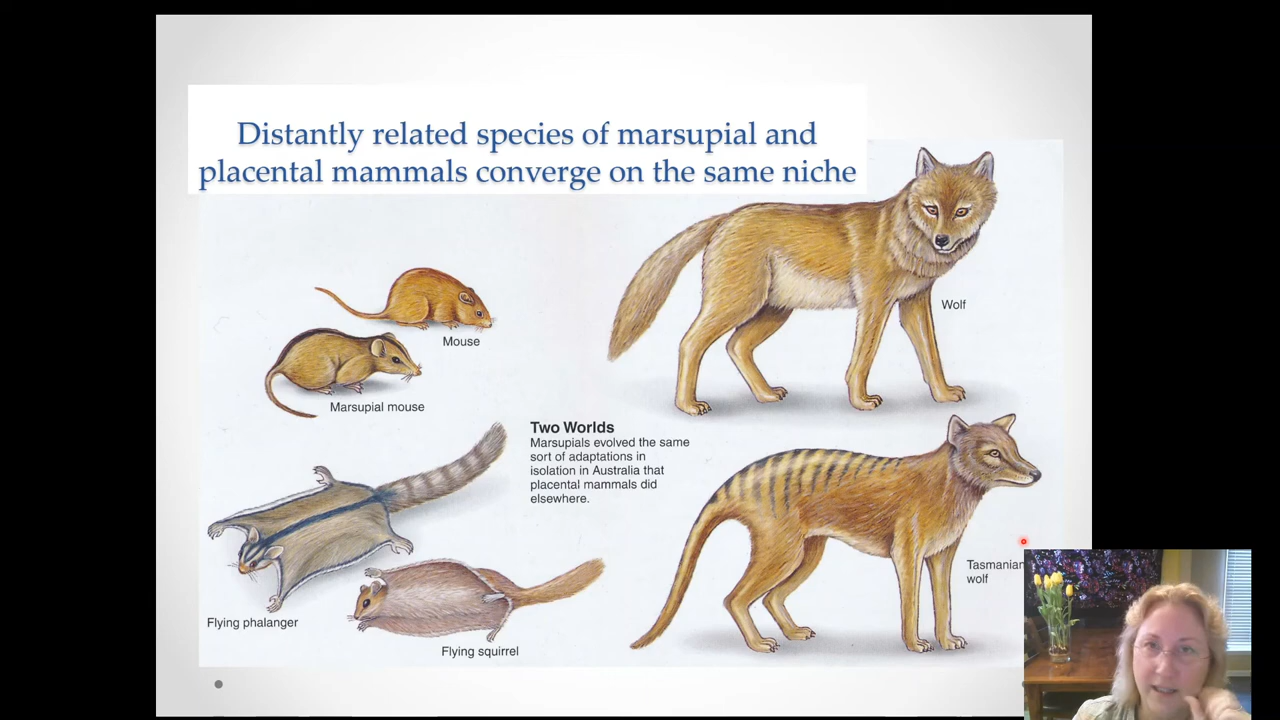 Distantly related species of marsupial and
placental mammals converge on the same niche
Wolf
Mouse
Marsupial mouse
Two Worlds
Marsupials evolved the same
sort of adaptations in
isolation in Australia that
placental mammals did
elsewhere.
Tasmanian
wolf
Flying phalanger
Flying squirrel